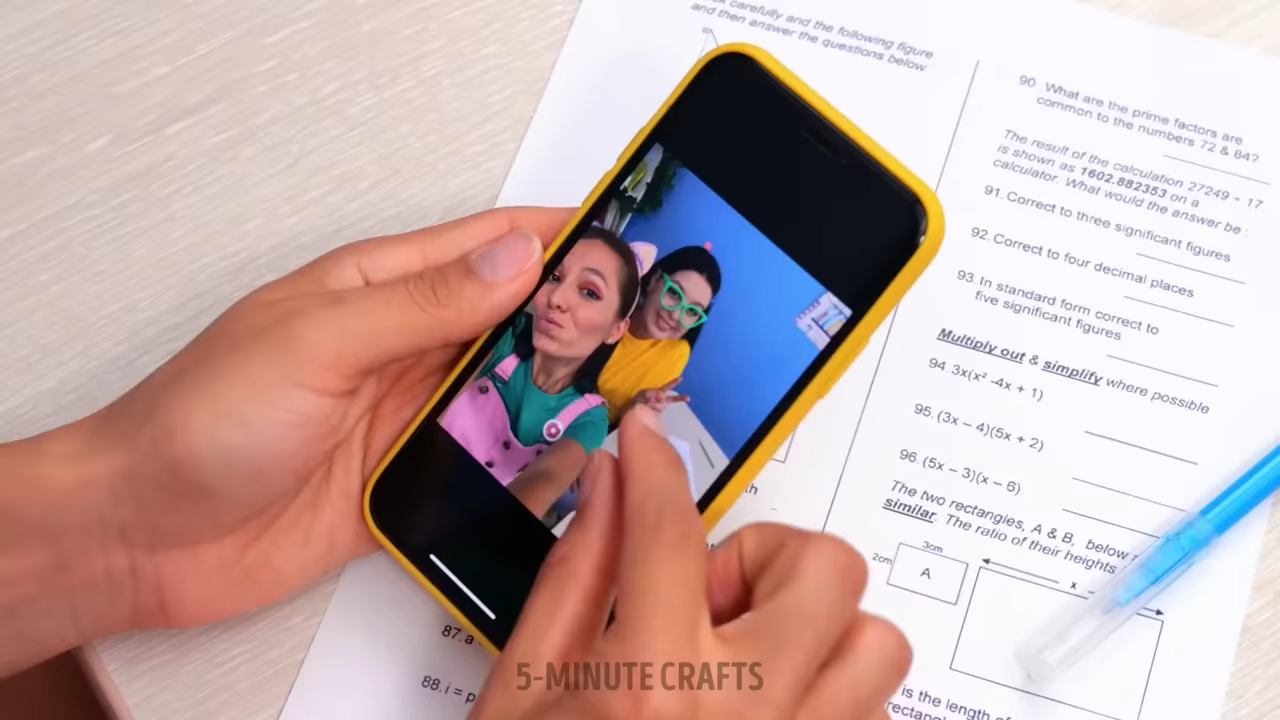 carefully and the following figure
and then answer the questions below:
87. a
88. i = p
90 What are the prime factors are
common to the numbers 72 & 84?
The result of the calculation 27249 ÷ 17
is shown as 1602.882353 on a
calculator. What would the answer be :
91. Correct to three significant figures
92. Correct to four decimal places
93. In standard form correct to
five significant figures
Multiply out & simplify where possible
94. 3x(x² -4x + 1)
95. (3x – 4)(5x + 2)
96. (5x – 3)(x – 6)
The two rectangles, A & B, below
similar. The ratio of their heights
3cm
2cm
A
x
is the length of
5-MINUTE CRAFTS